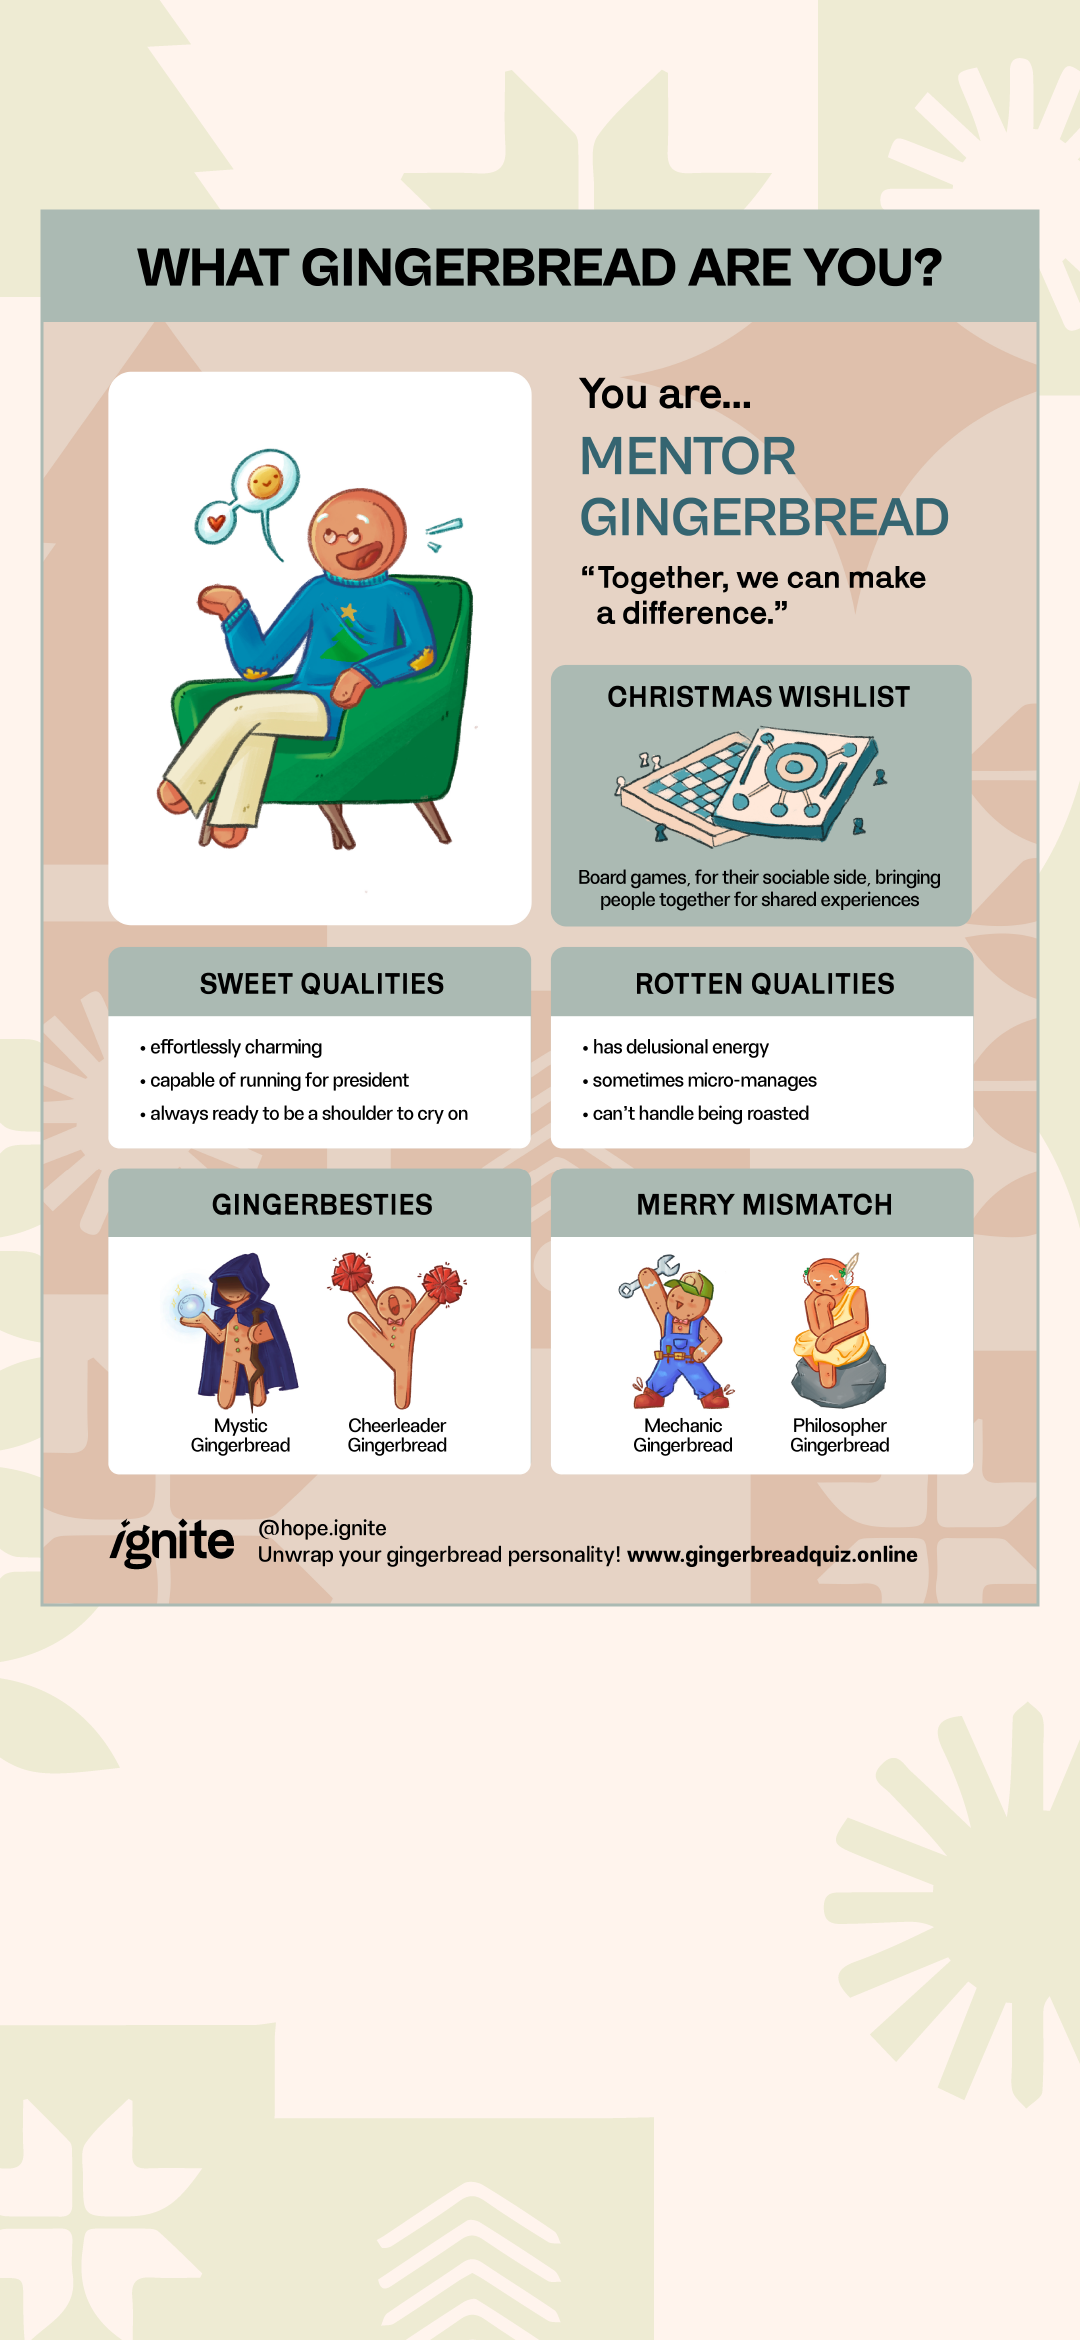 WHAT GINGERBREAD ARE YOU?
You are...
MENTOR
GINGERBREAD
“Together, we can make
a difference.”
CHRISTMAS WISHLIST
Board games, for their sociable side, bringing
people together for shared experiences
SWEET QUALITIES
• effortlessly charming
• capable of running for president
• always ready to be a shoulder to cry on
ROTTEN QUALITIES
• has delusional energy
• sometimes micro-manages
• can’t handle being roasted
GINGERBESTIES
Mystic
Gingerbread
Cheerleader
Gingerbread
MERRY MISMATCH
Mechanic
Gingerbread
Philosopher
Gingerbread
ignite
@hope.ignite
Unwrap your gingerbread personality! www.gingerbreadquiz.online